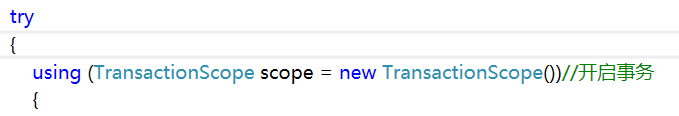 try
{
using (TransactionScope scope = new TransactionScope())//开启事务
{